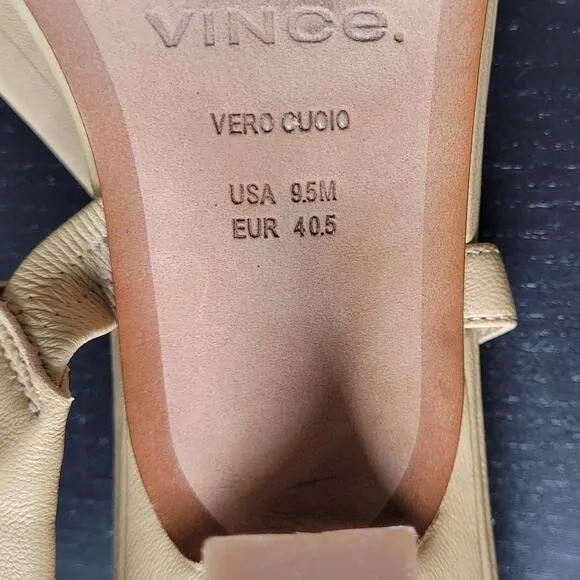 VINCe.
VERO CUOIO
USA 9.5M
EUR 40.5